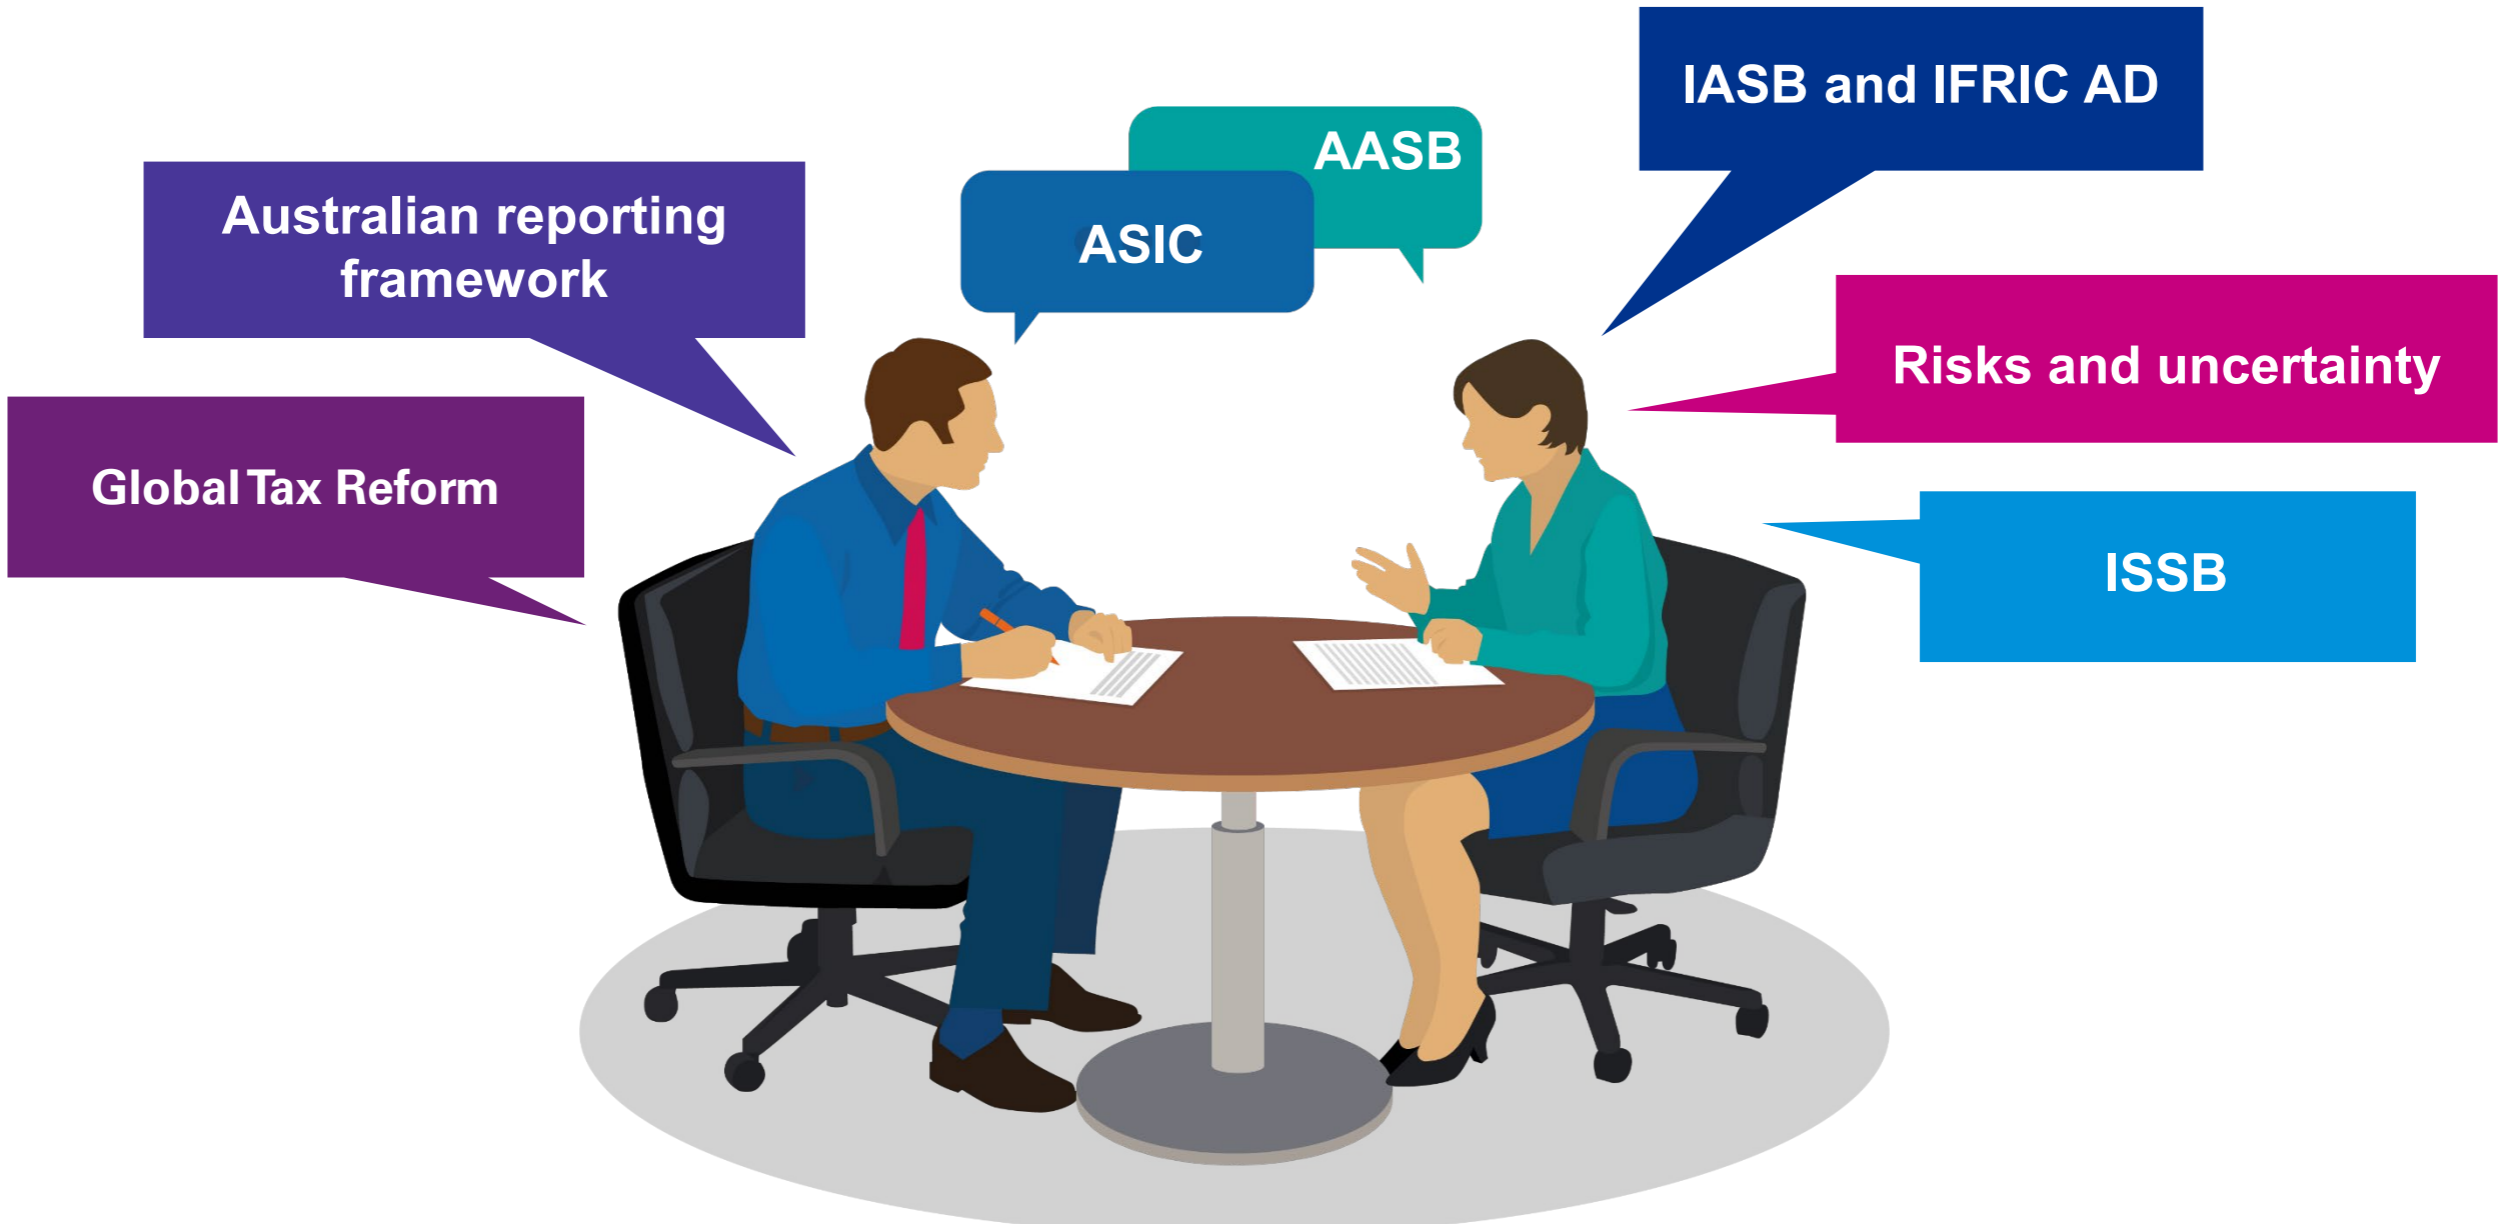 IASB and IFRIC AD
AASB
Australian reporting
framework
ASIC
Risks and uncertainty
Global Tax Reform
ISSB